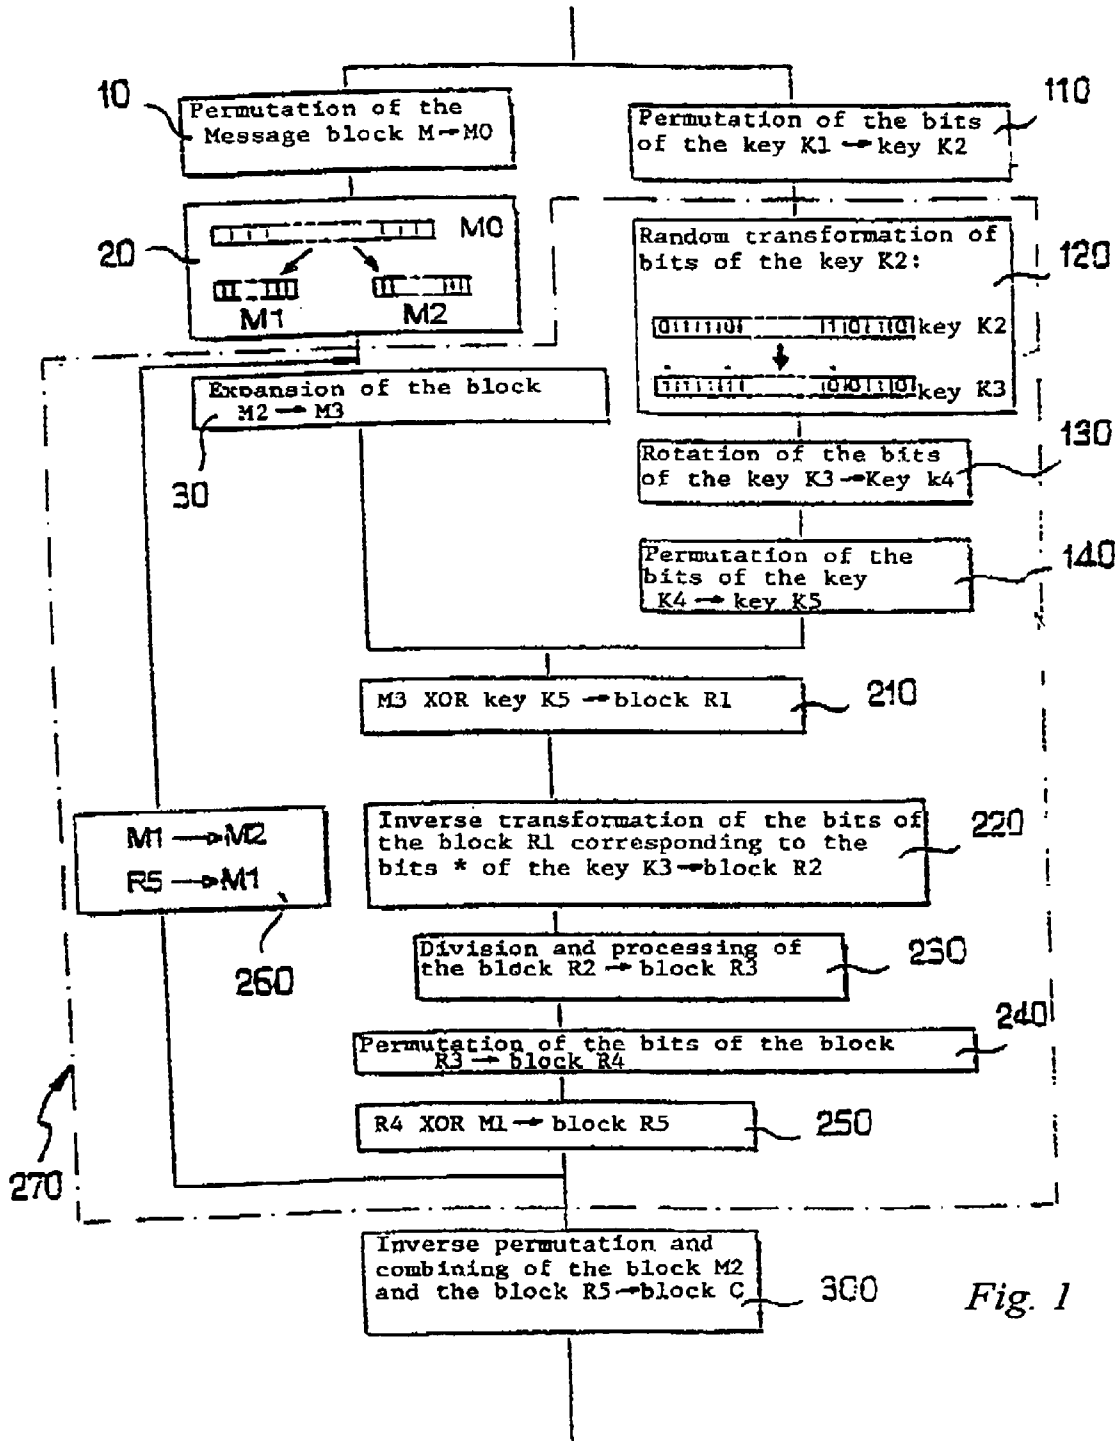 10
Permutation of the
Message block M→M0
110
Permutation of the bits
of the key K1 → key K2
20
M0
M1 M2
120
Random transformation of
bits of the key K2:
key K2
key K3
Expansion of the block
M2 → M3
30
130
Rotation of the bits
of the key K3→Key k4
140
Permutation of the
bits of the key
K4 → key K5
M3 XOR key K5 → block R1
210
M1 → M2
R5 → M1
260
Inverse transformation of the bits of
the block R1 corresponding to the
bits * of the key K3→block R2
220
Division and processing of
the block R2 → block R3
230
240
Permutation of the bits of the block
R3 → block R4
R4 XOR M1 → block R5
250
270
Inverse permutation and
combining of the block M2
and the block R5→block C
300
Fig. 1